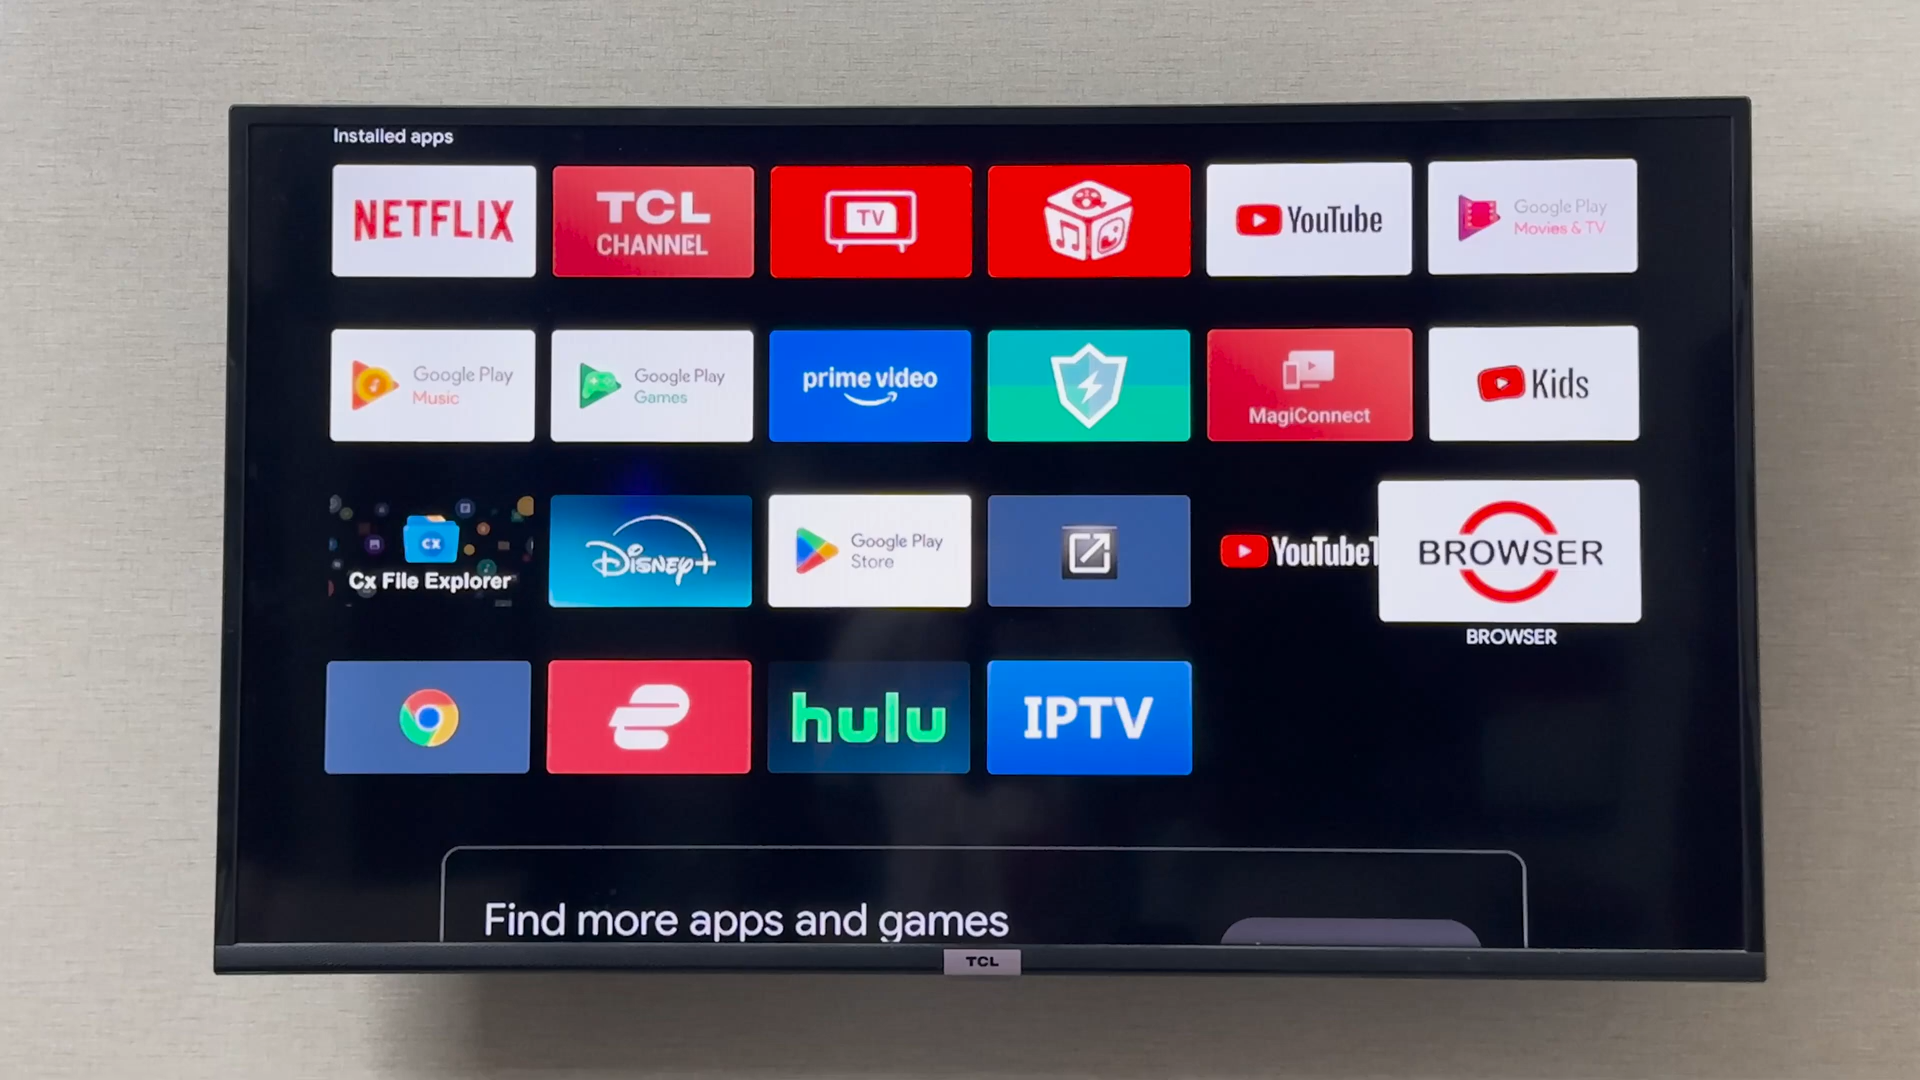 Installed apps
NETFLIX
TCL
CHANNEL
TV
YouTube
Google Play
Movies & TV
Google Play
Music
Google Play
Games
prime video
MagiConnect
Kids
CX
Cx File Explorer
Disney+
Google Play
Store
YouTube
BROWSER
BROWSER
hulu
IPTV
Find more apps and games
TCL